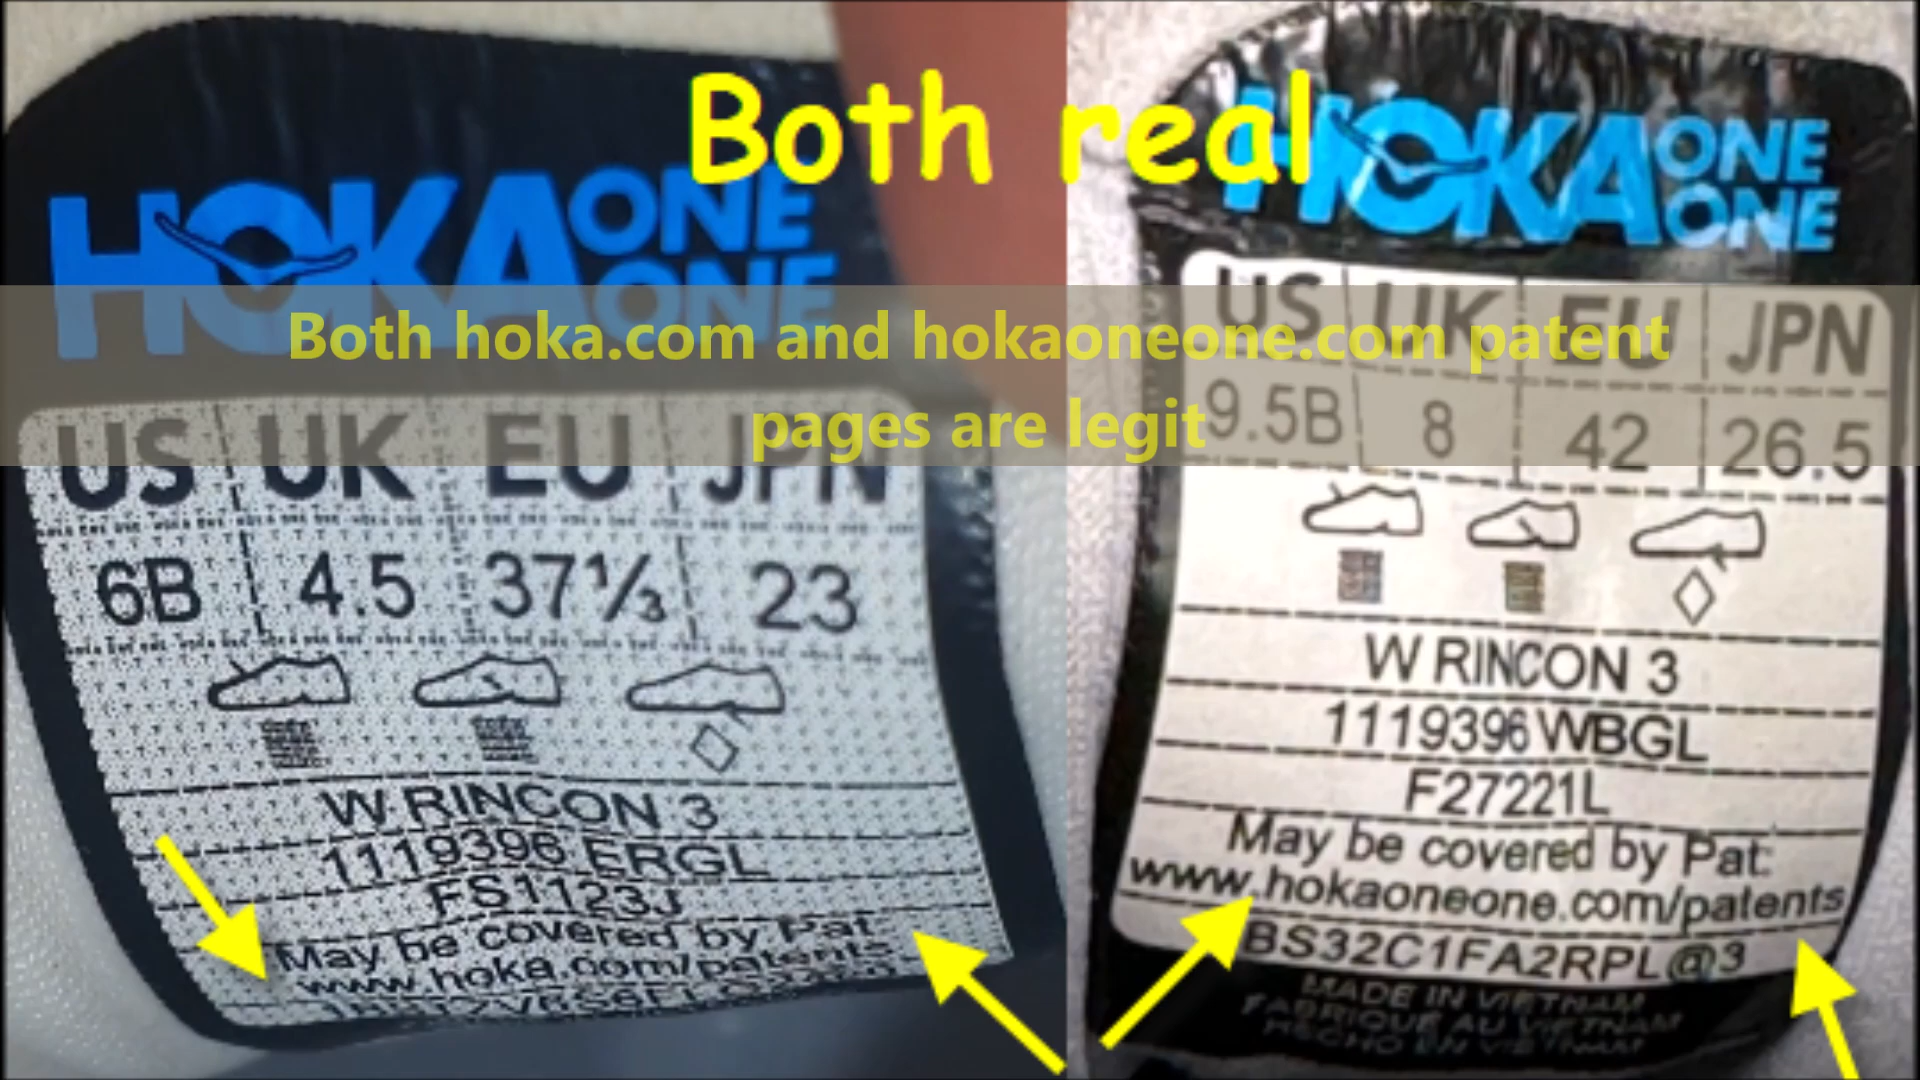 Both real
Both hoka.com and hokaoneone.com patent
pages are legit
HOKA ONE
ONE
US UK EU JPN
6B 4.5 37⅓ 23
W RINCON 3
1119396 ERGL
FS1123J
May be covered by Pat.
www.hoka.com/patents
HOKA ONE
ONE
US UK EU JPN
9.5B 8 42 26.5
W RINCON 3
1119396 WBGL
F27221L
May be covered by Pat:
www.hokaoneone.com/patents
BS32C1FA2RPL@3
MADE IN VIETNAM
FABRIQUE AU VIETNAM
HECHO EN VIETNAM